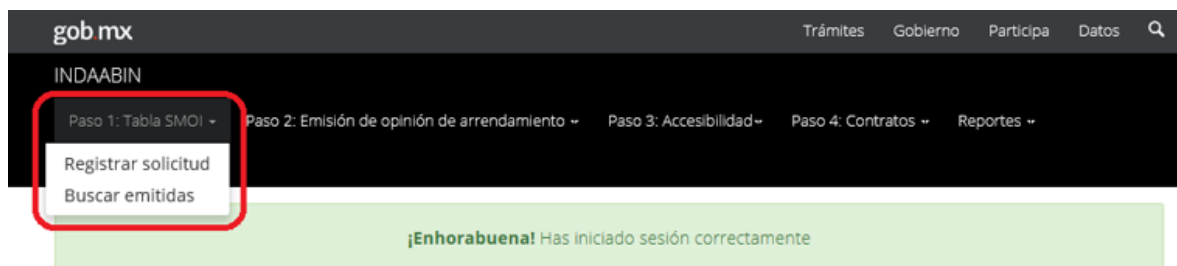 gob.mx Trámites Gobierno Participa Datos
INDAABIN
Paso 1: Tabla SMOI Paso 2: Emisión de opinión de arrendamiento Paso 3: Accesibilidad Paso 4: Contratos Reportes
Registrar solicitud
Buscar emitidas
¡Enhorabuena! Has iniciado sesión correctamente